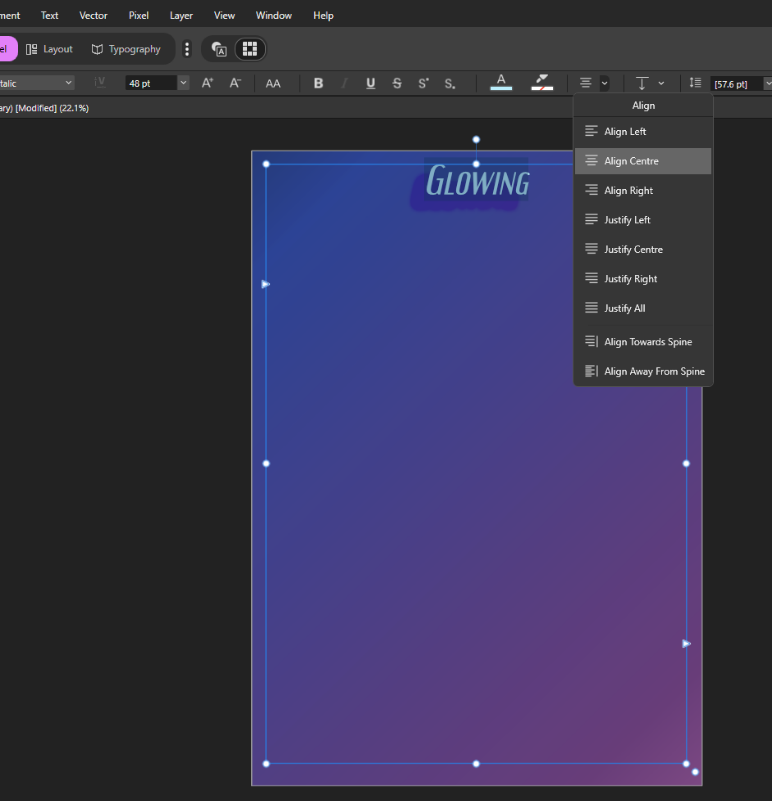 ment Text Vector Pixel Layer View Window Help
el Layout Typography A
talic 48 pt A+ A- AA B I U S S S A [57.6 pt]
ary) [Modified] (22.1%)
Align
Align Left
Align Centre
Align Right
Justify Left
Justify Centre
Justify Right
Justify All
Align Towards Spine
Align Away From Spine
Glowing